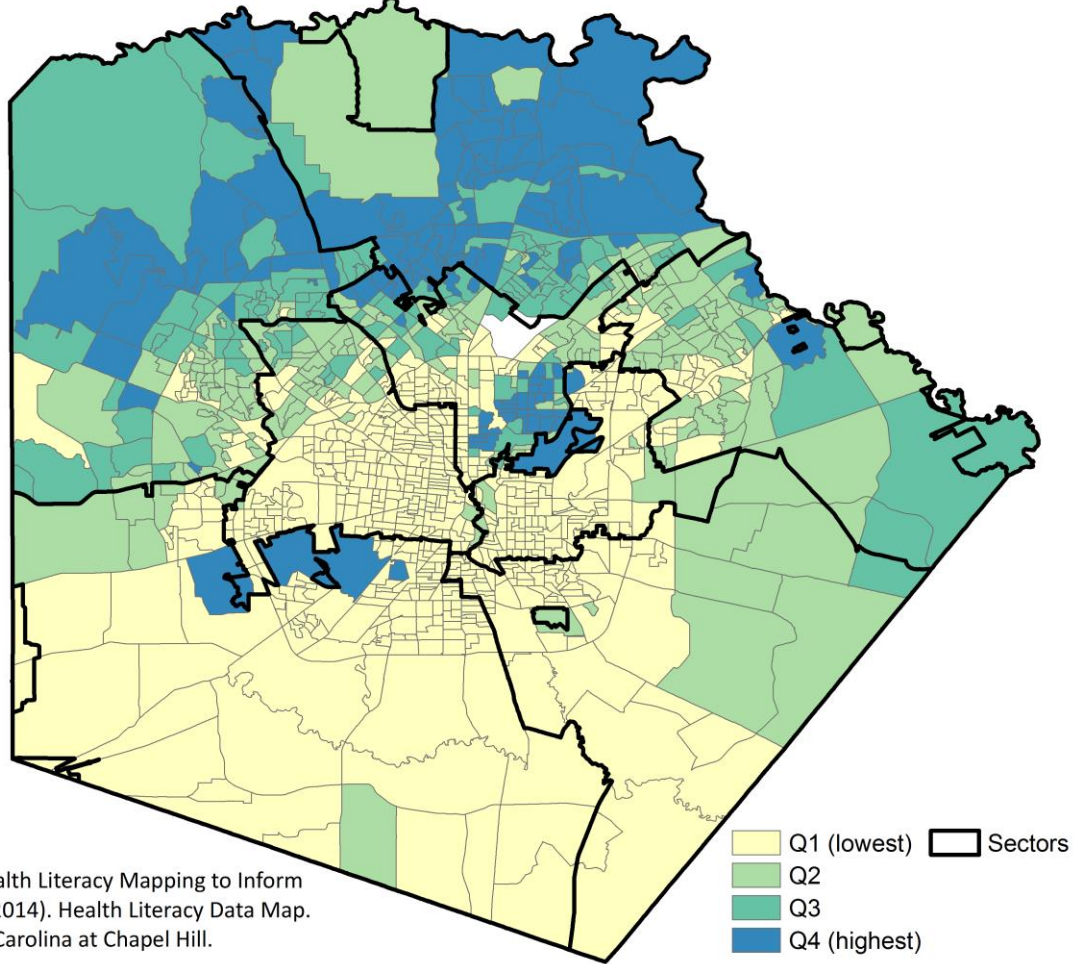 Q1 (lowest) Sectors
Q2
Q3
Q4 (highest)
Literacy Mapping to Inform
2014). Health Literacy Data Map.
Carolina at Chapel Hill.